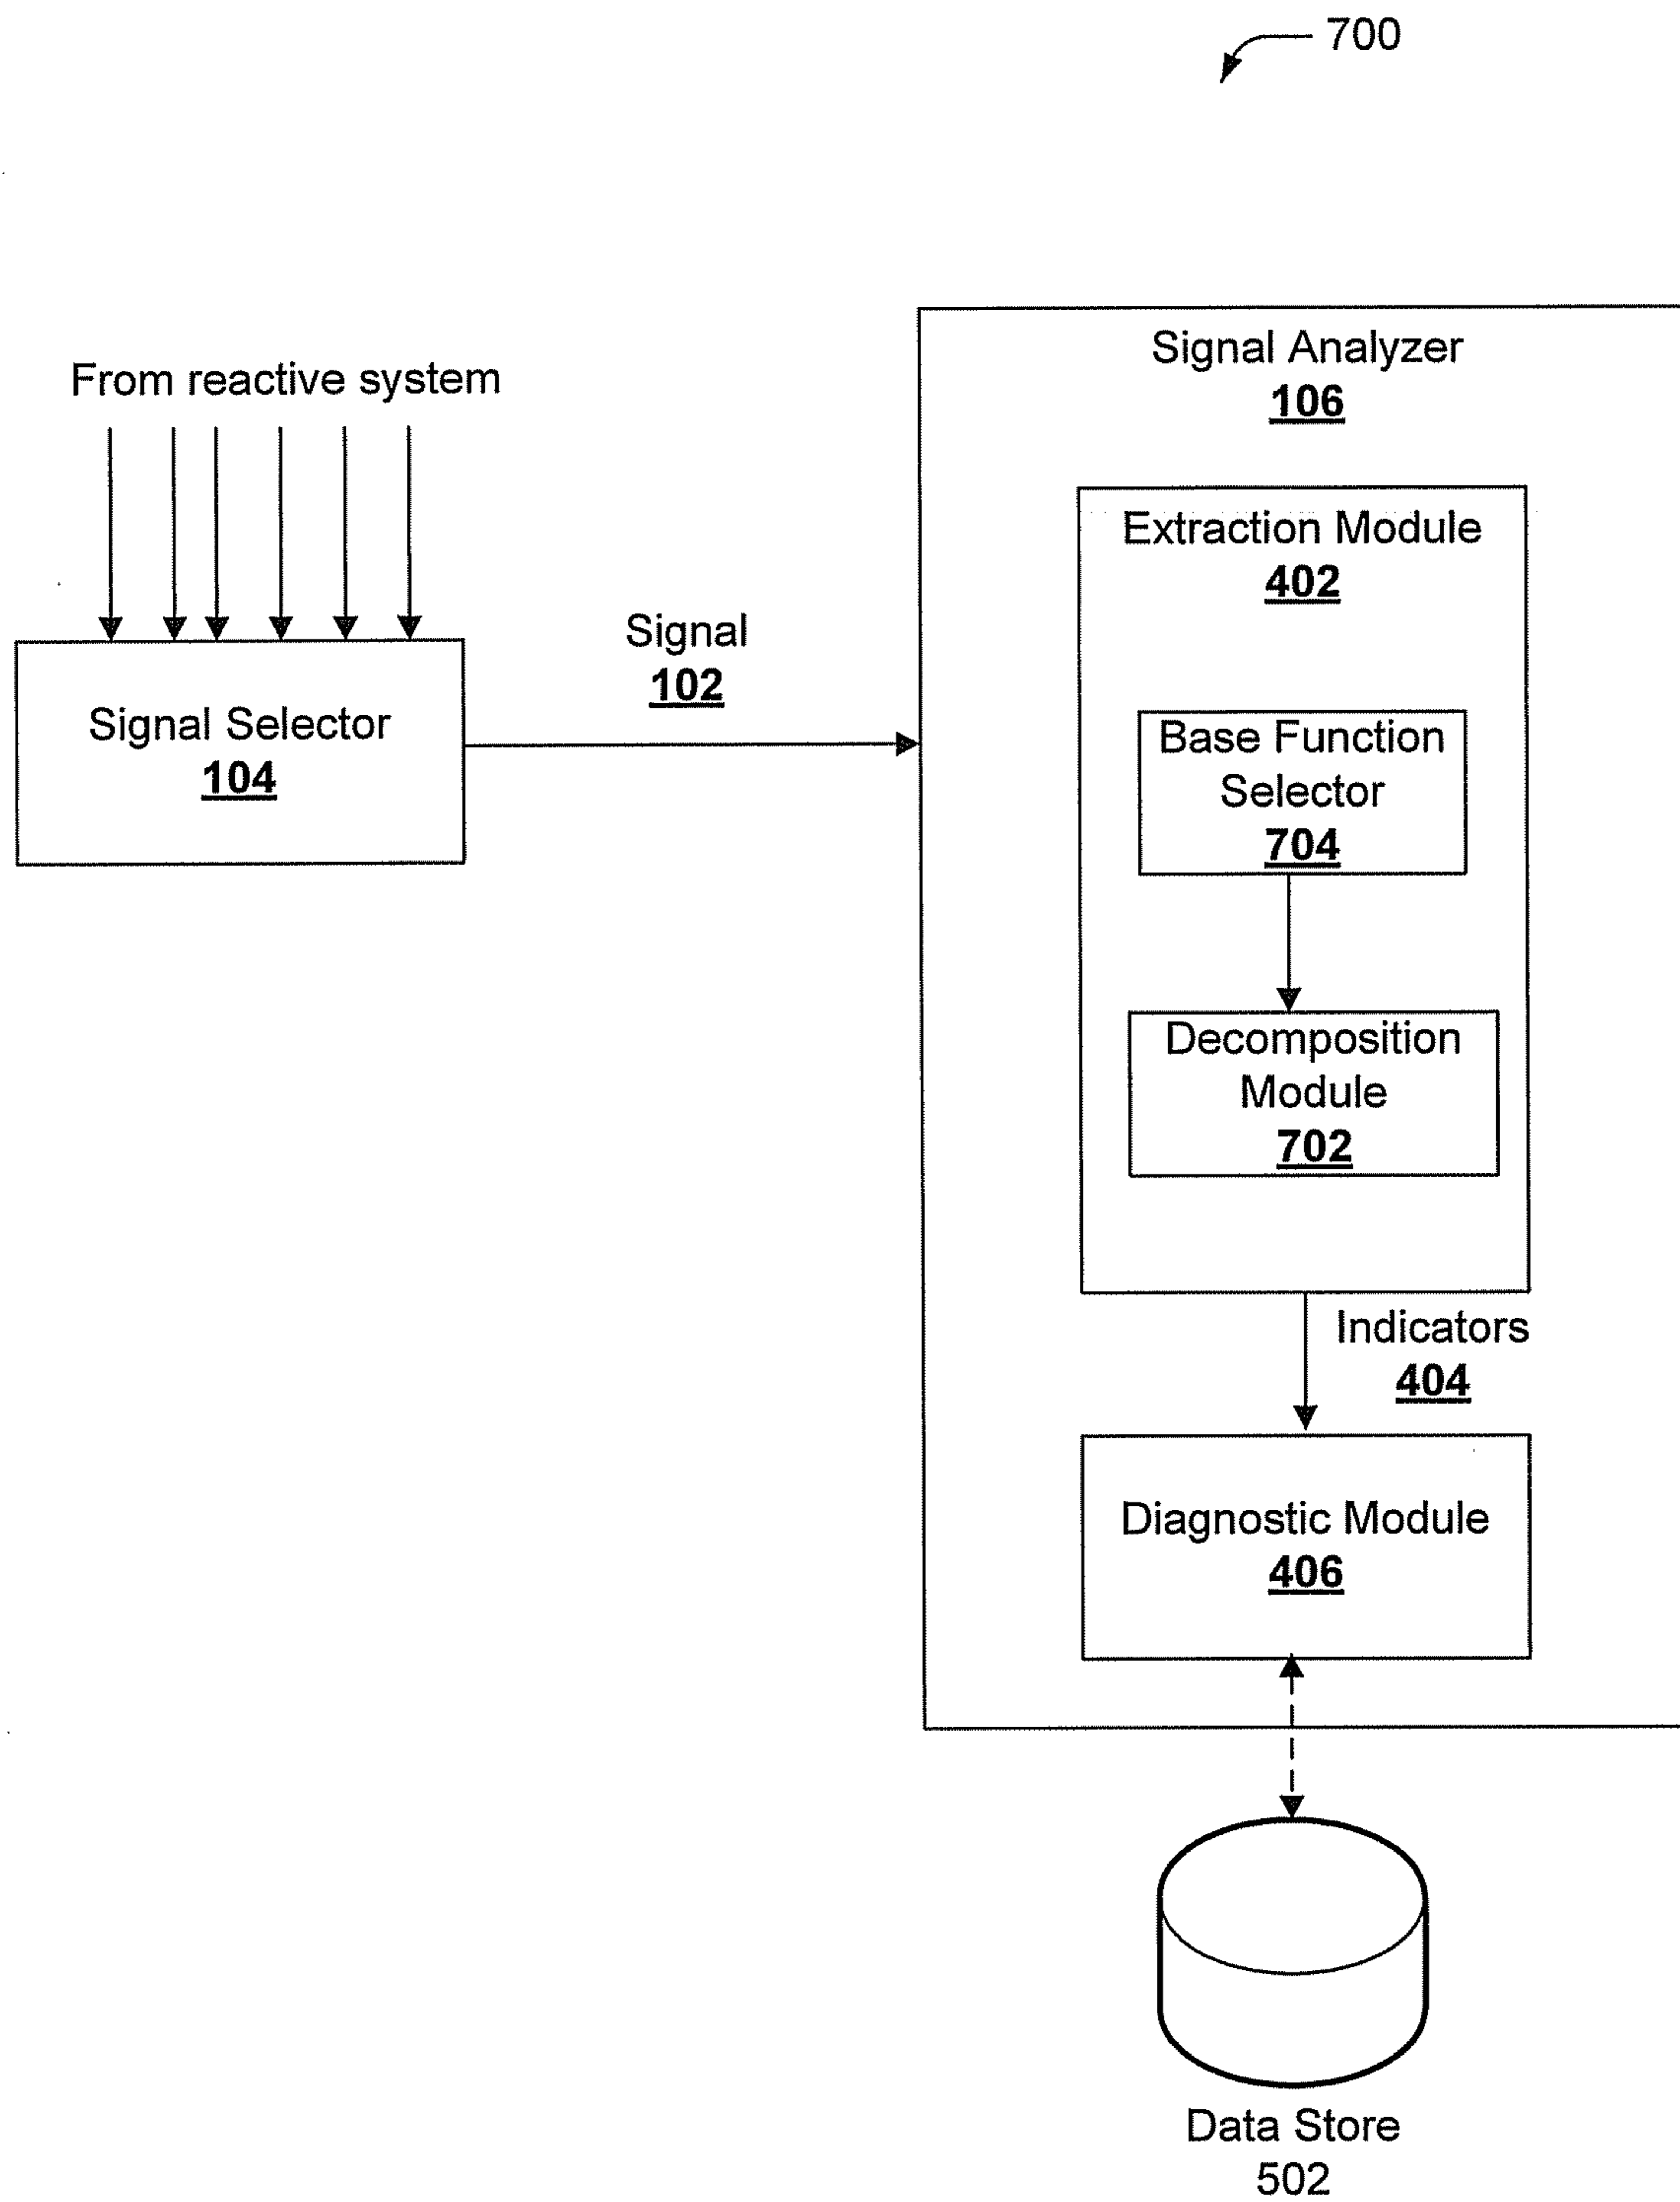 700
From reactive system
Signal Selector
104
Signal
102
Signal Analyzer
106
Extraction Module
402
Base Function
Selector
704
Decomposition
Module
702
Indicators
404
Diagnostic Module
406
Data Store
502